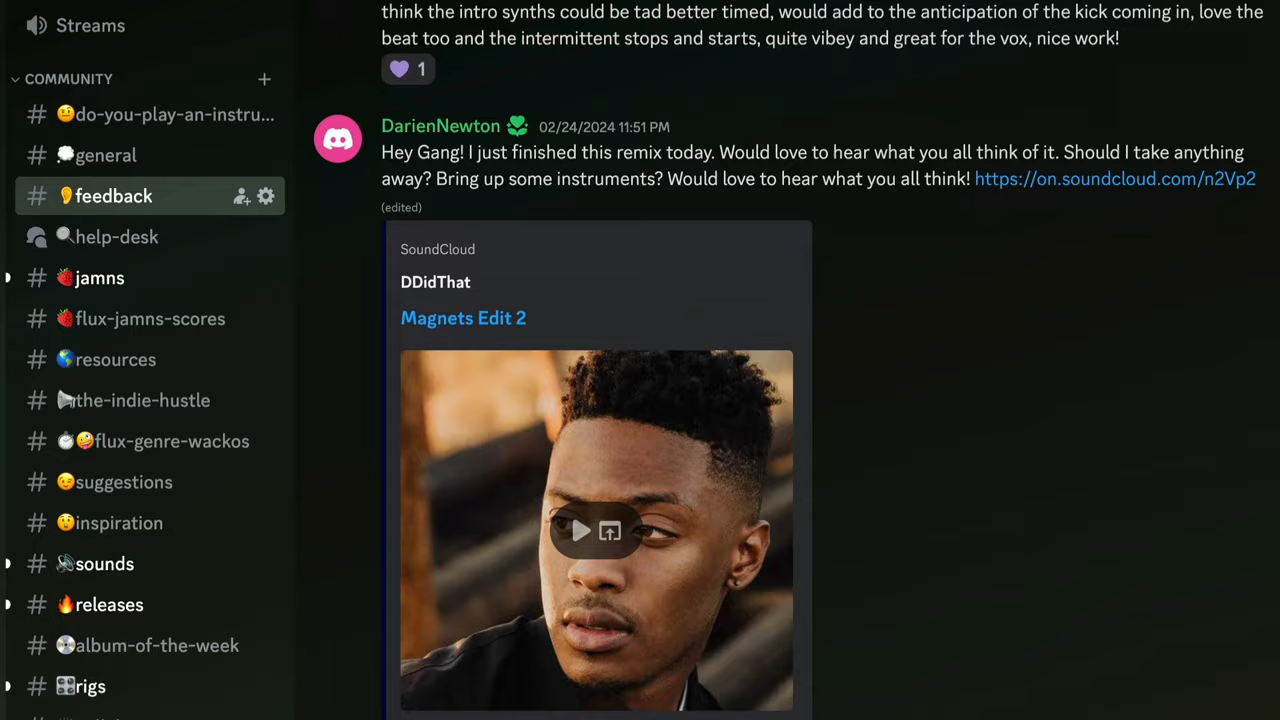 Streams
COMMUNITY
do-you-play-an-instru...
general
feedback
help-desk
jamns
flux-jamns-scores
resources
the-indie-hustle
flux-genre-wackos
suggestions
inspiration
sounds
releases
album-of-the-week
rigs
think the intro synths could be tad better timed, would add to the anticipation of the kick coming in, love the
beat too and the intermittent stops and starts, quite vibey and great for the vox, nice work!
1
DarienNewton 02/24/2024 11:51 PM
Hey Gang! I just finished this remix today. Would love to hear what you all think of it. Should I take anything
away? Bring up some instruments? Would love to hear what you all think! https://on.soundcloud.com/n2Vp2
(edited)
SoundCloud
DDidThat
Magnets Edit 2